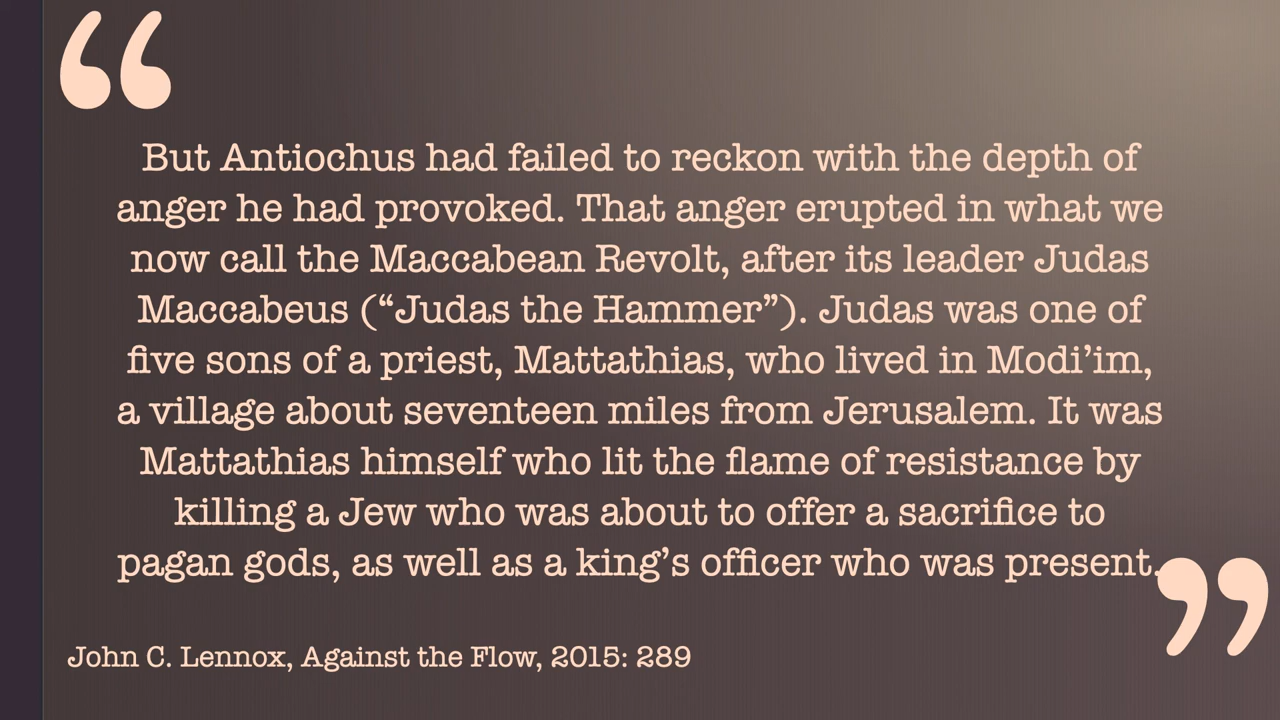 “
But Antiochus had failed to reckon with the depth of
anger he had provoked. That anger erupted in what we
now call the Maccabean Revolt, after its leader Judas
Maccabeus (“Judas the Hammer”). Judas was one of
five sons of a priest, Mattathias, who lived in Modi’im,
a village about seventeen miles from Jerusalem. It was
Mattathias himself who lit the flame of resistance by
killing a Jew who was about to offer a sacrifice to
pagan gods, as well as a king’s officer who was present.
”
John C. Lennox, Against the Flow, 2015: 289